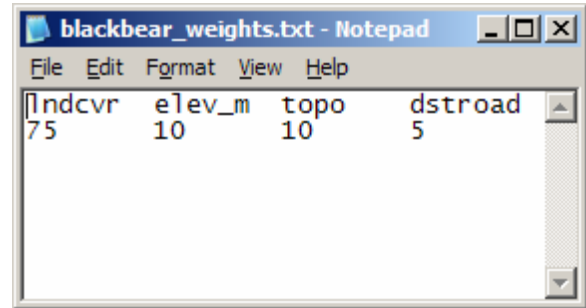 blackbear_weights.txt - Notepad
File Edit Format View Help
lndcvr elev_m topo dstroad
75 10 10 5